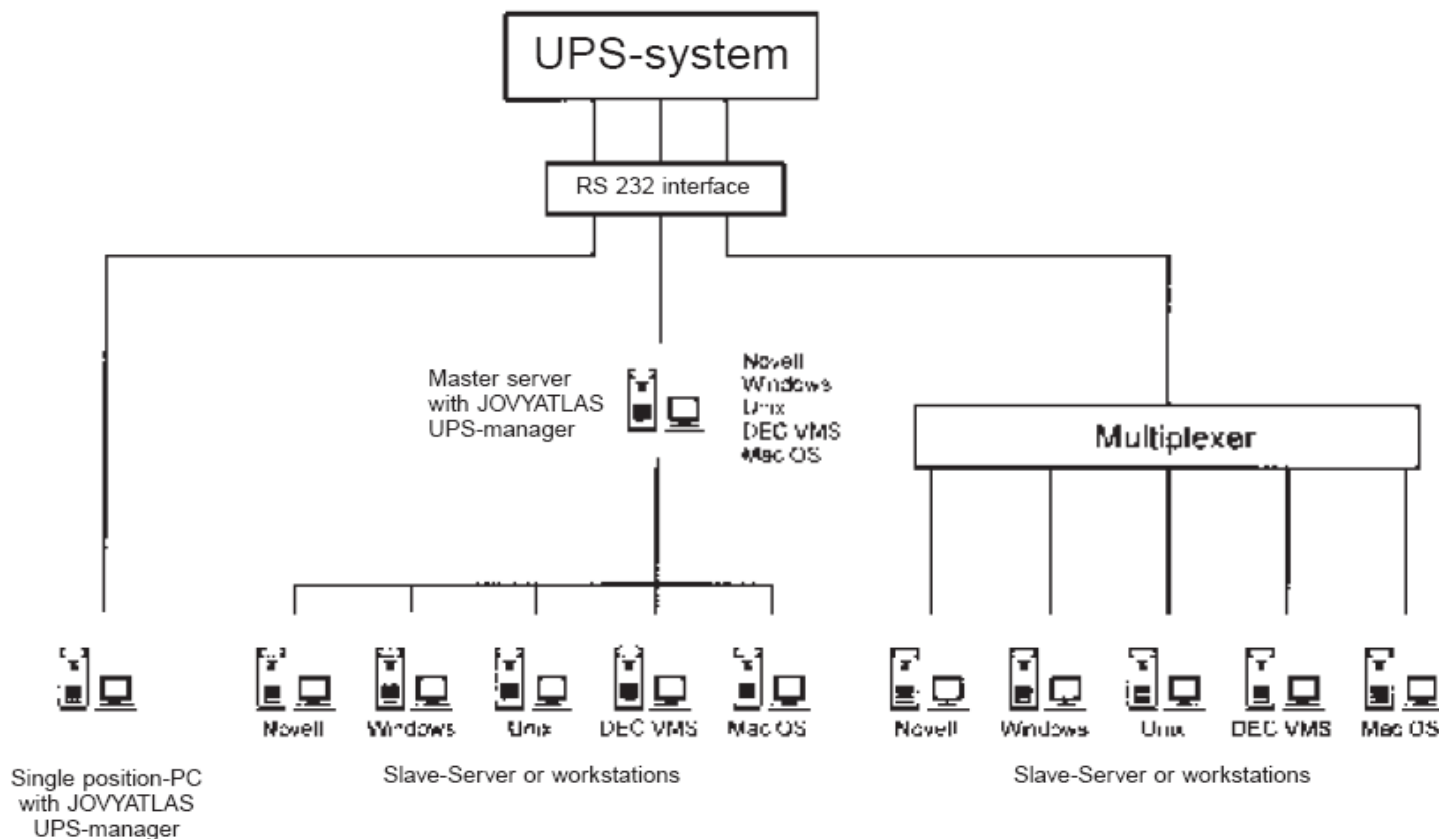 UPS-system
RS 232 interface
Master server
with JOVYATLAS
UPS-manager
Novell
Windows
Unix
DEC VMS
Mac OS
Multiplexer
Novell
Windows
Unix
DEC VMS
Mac OS
Novell
Windows
Unix
DEC VMS
Mac OS
Single position-PC
with JOVYATLAS
UPS-manager
Slave-Server or workstations
Slave-Server or workstations